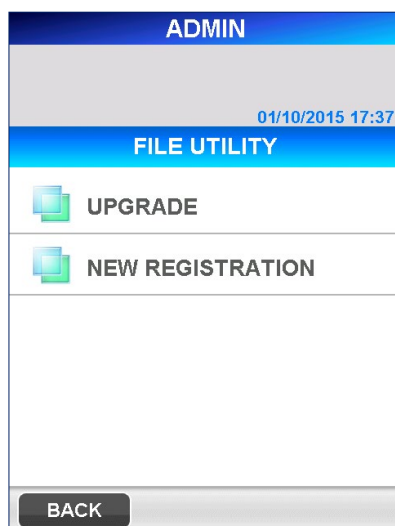 ADMIN
01/10/2015 17:37
FILE UTILITY
UPGRADE
NEW REGISTRATION
BACK